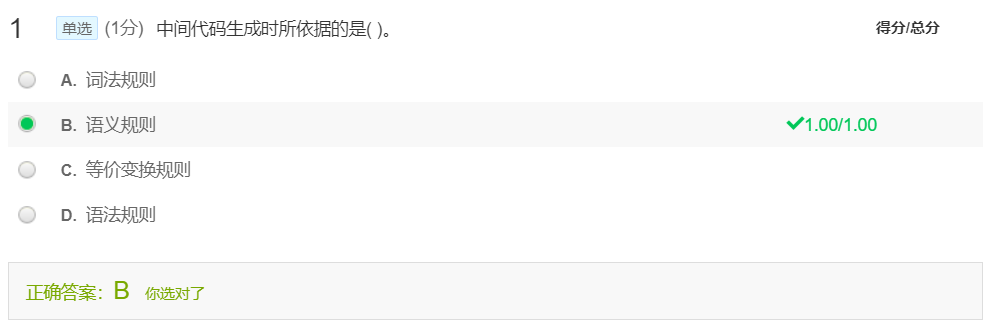 1 单选 (1分) 中间代码生成时所依据的是( )。 得分/总分
A. 词法规则
B. 语义规则 1.00/1.00
C. 等价变换规则
D. 语法规则
正确答案：B 你选对了